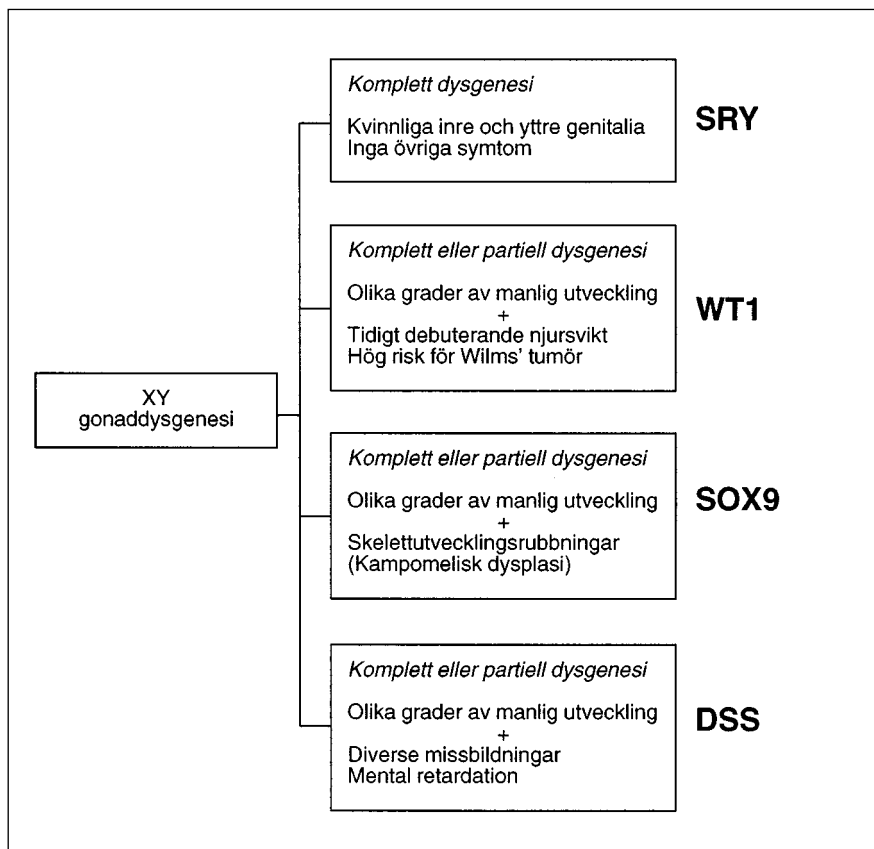 Komplett dysgenesi
Kvinnliga inre och yttre genitalia
Inga övriga symtom
SRY
Komplett eller partiell dysgenesi
Olika grader av manlig utveckling
+
Tidigt debuterande njursvikt
Hög risk för Wilms' tumör
WT1
XY
gonaddysgenesi
Komplett eller partiell dysgenesi
Olika grader av manlig utveckling
+
Skelettutvecklingsrubbningar
(Kampomelisk dysplasi)
SOX9
Komplett eller partiell dysgenesi
Olika grader av manlig utveckling
+
Diverse missbildningar
Mental retardation
DSS